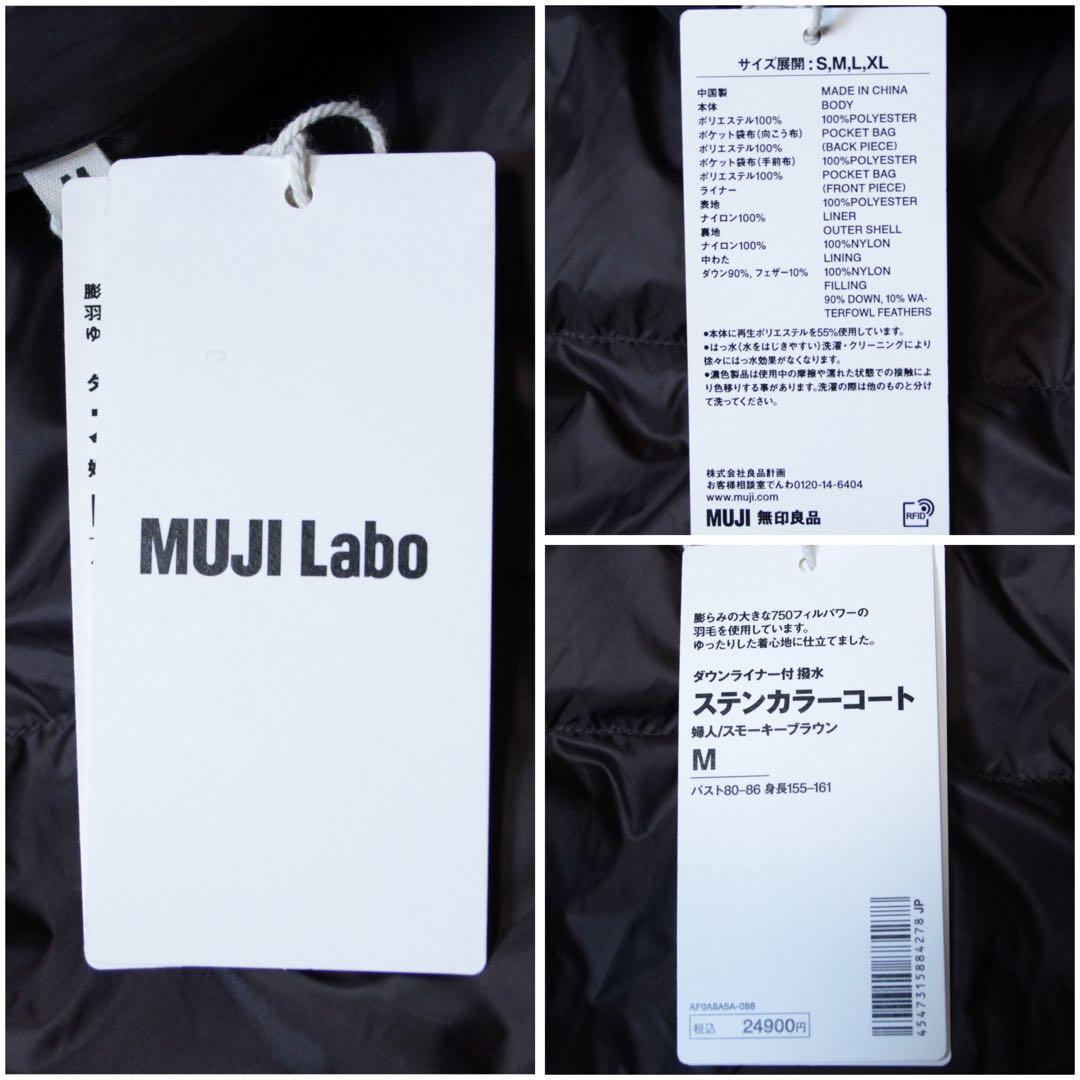 MUJI Labo
膨
羽
ゆ
サイズ展開：S,M,L,XL
中国製 MADE IN CHINA
本体 BODY
ポリエステル100% 100%POLYESTER
ポケット袋布（向こう布） POCKET BAG
ポリエステル100% (BACK PIECE)
ポケット袋布（手前布） 100%POLYESTER
ポリエステル100% POCKET BAG
ライナー (FRONT PIECE)
表地 100%POLYESTER
ナイロン100% LINER
裏地 OUTER SHELL
ナイロン100% 100%NYLON
中わた LINING
ダウン90%, フェザー10% 100%NYLON
FILLING
90% DOWN, 10% WA-
TERFOWL FEATHERS
●本体に再生ポリエステルを55%使用しています。
●はっ水（水をはじきやすい）洗濯・クリーニングにより
徐々にはっ水効果がなくなります。
●濃色製品は使用中の摩擦や濡れた状態での接触によ
り色移りする事があります。洗濯の際は他のものと分け
て洗ってください。
株式会社良品計画
お客様相談室でんわ0120-14-6404
www.muji.com
MUJI 無印良品
RFID
膨らみの大きな750フィルパワーの
羽毛を使用しています。
ゆったりした着心地に仕立てました。
ダウンライナー付 撥水
ステンカラーコート
婦人/スモーキーブラウン
M
バスト80–86 身長155–161
4547315884278 JP
AF0A8A5A-086
税込 24900円